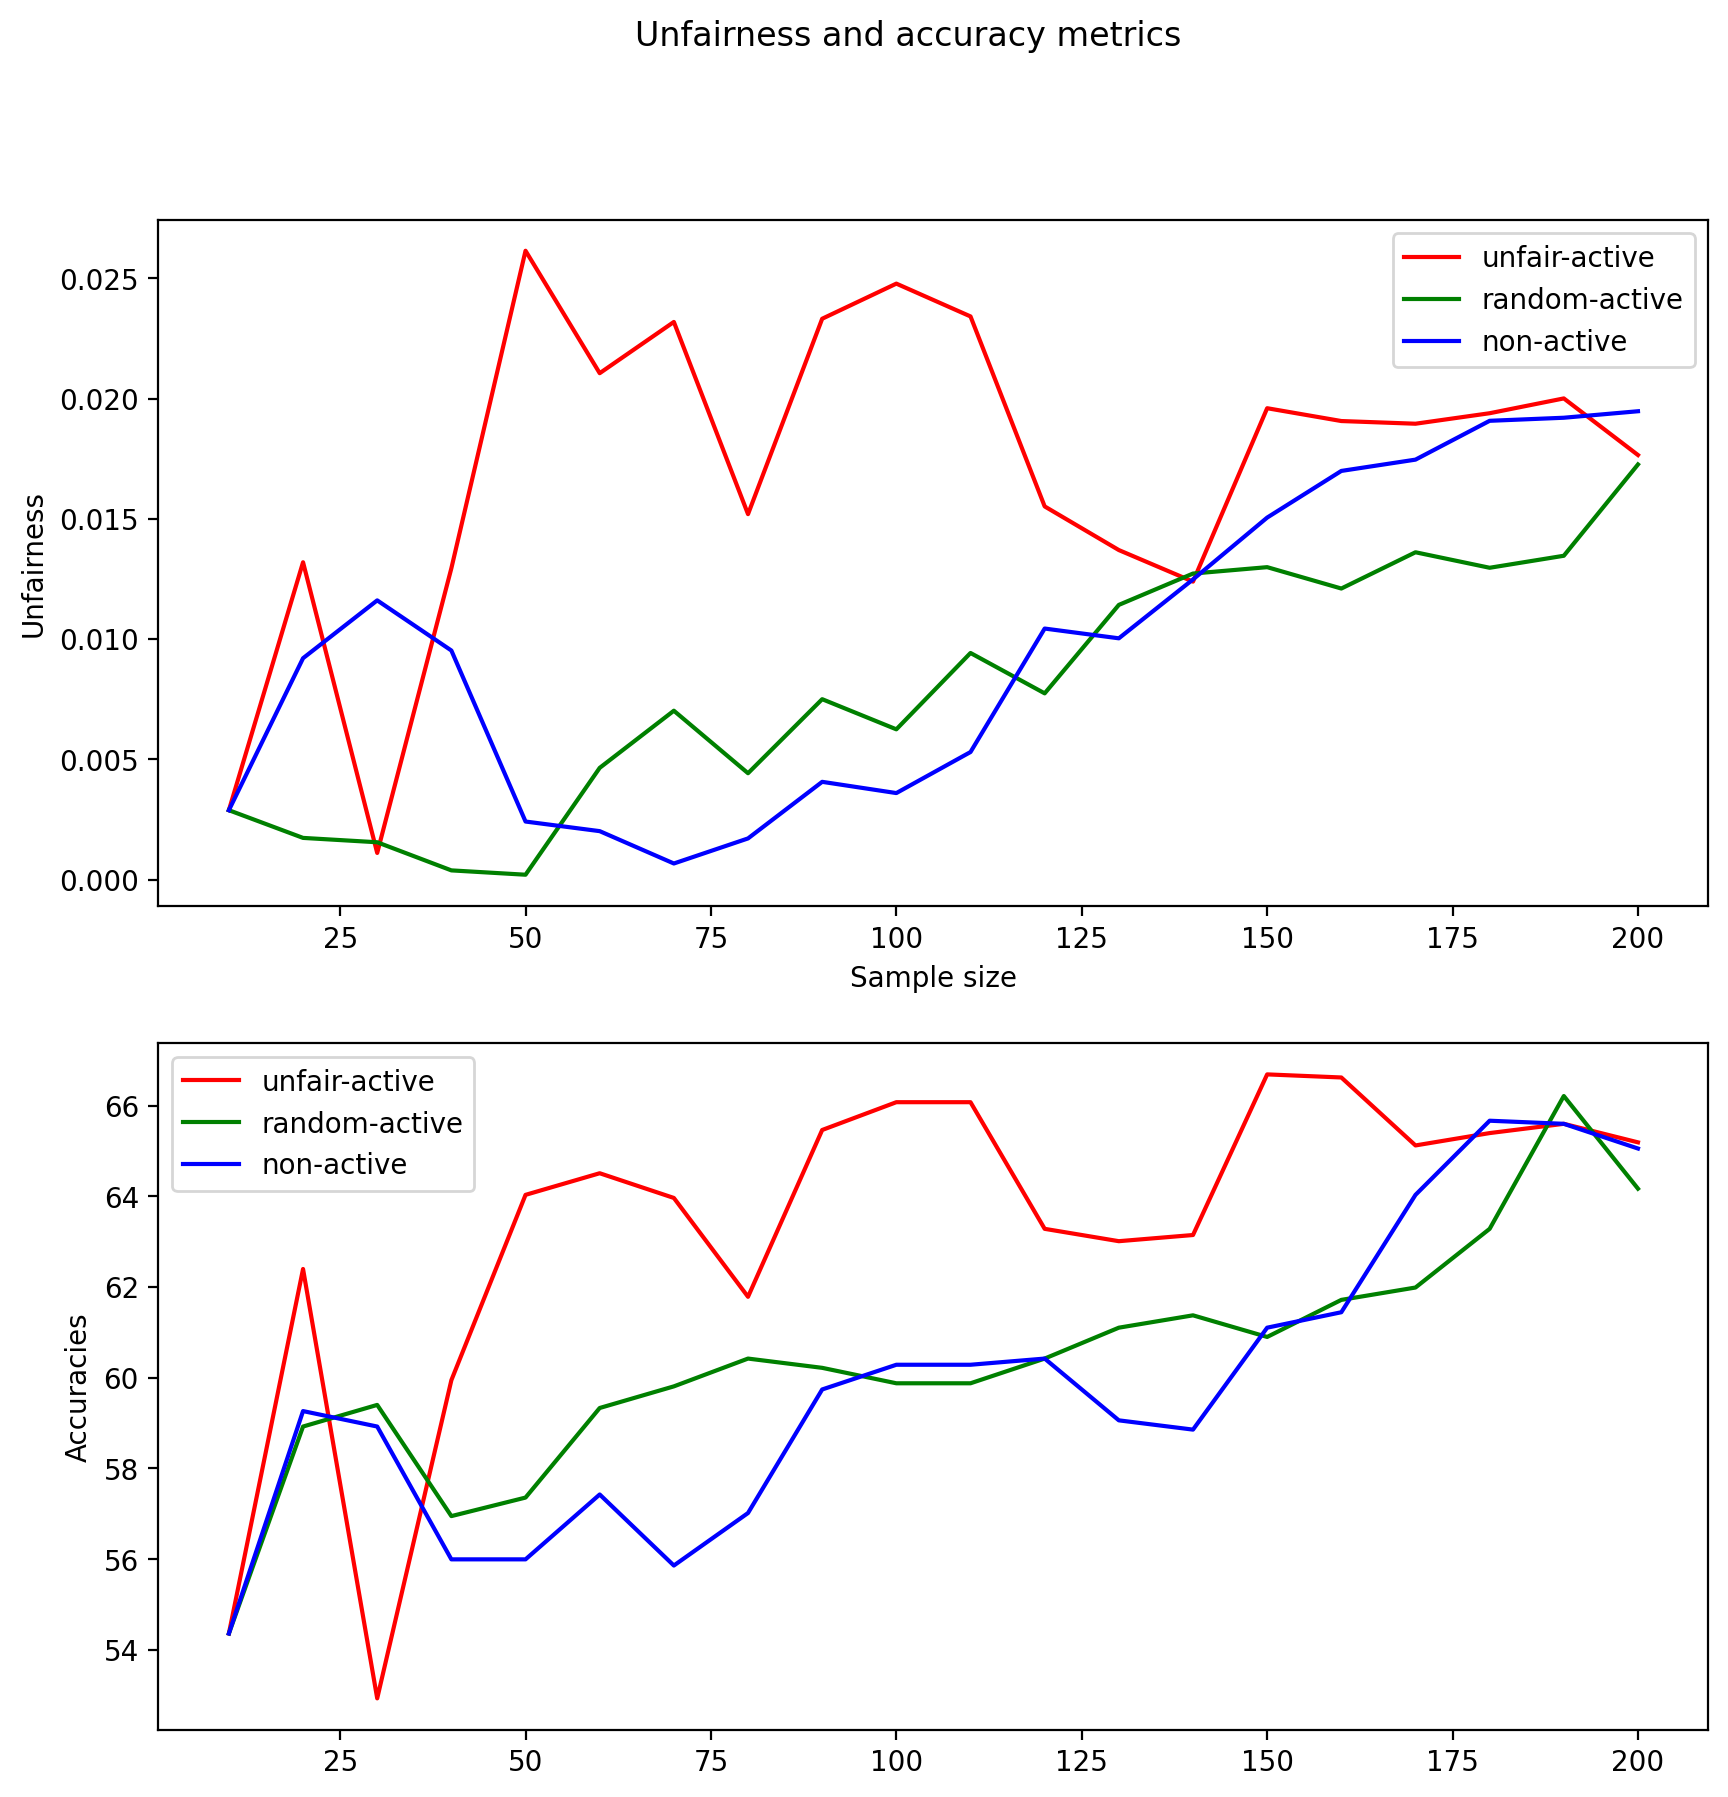 Unfairness and accuracy metrics
unfair-active
random-active
non-active
0.025
0.020
0.015
0.010
0.005
0.000
Unfairness
25 50 75 100 125 150 175 200
Sample size
unfair-active
random-active
non-active
66
64
62
60
58
56
54
Accuracies
25 50 75 100 125 150 175 200